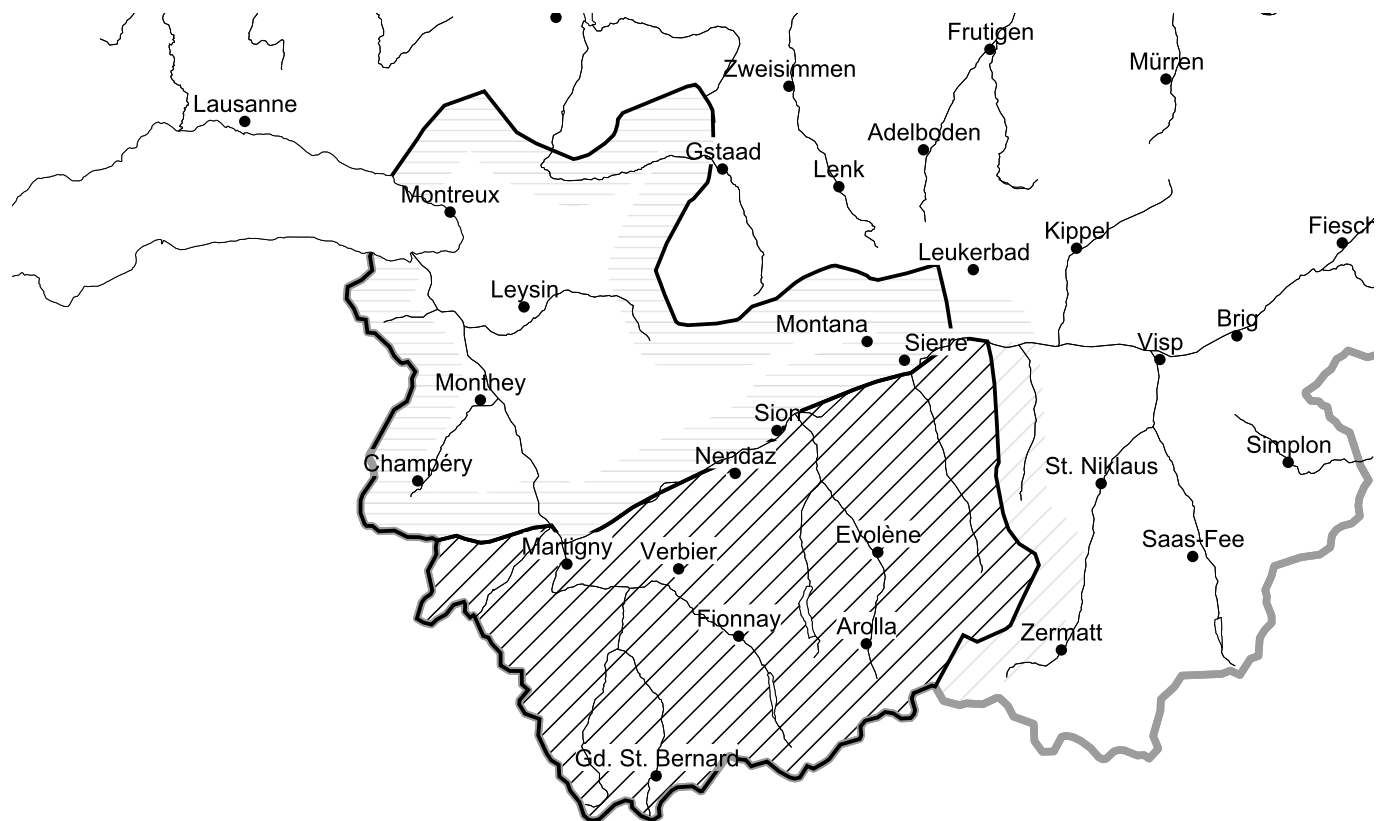 Frutigen
Mürren
Zweisimmen
Lausanne
Adelboden
Gstaad
Lenk
Montreux
Fiesch
Kippel
Leukerbad
Leysin
Montana
Brig
Sierre
Visp
Monthey
Sion
Simplon
Nendaz
Champéry
St. Niklaus
Evolène
Saas-Fee
Martigny
Verbier
Fionnay
Arolla
Zermatt
Gd. St. Bernard